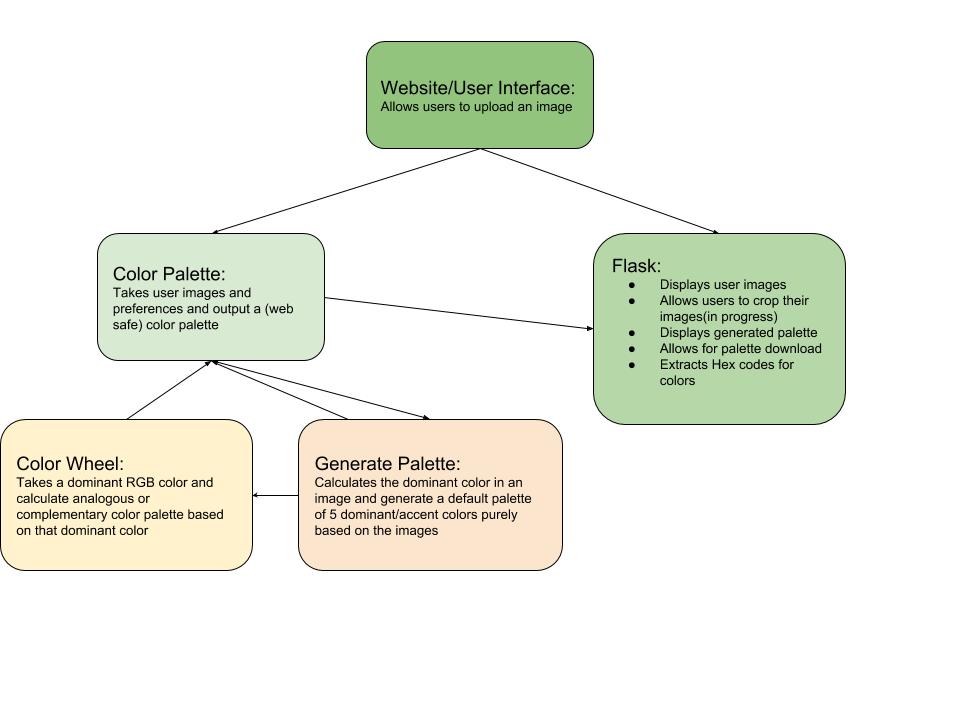 Website/User Interface:
Allows users to upload an image
Color Palette:
Takes user images and
preferences and output a (web
safe) color palette
Flask:
● Displays user images
● Allows users to crop their
images(in progress)
● Displays generated palette
● Allows for palette download
● Extracts Hex codes for
colors
Color Wheel:
Takes a dominant RGB color and
calculate analogous or
complementary color palette based
on that dominant color
Generate Palette:
Calculates the dominant color in an
image and generate a default palette
of 5 dominant/accent colors purely
based on the images